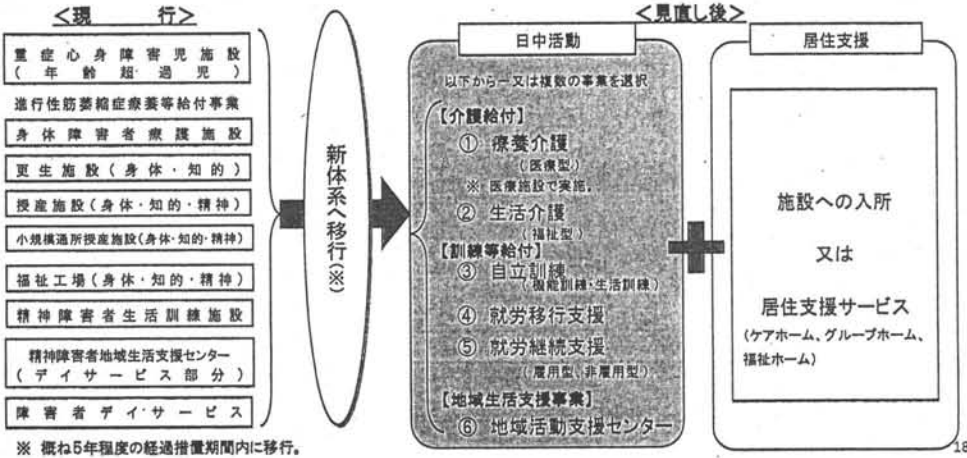 ＜現　行＞
重症心身障害児施設
（年齢超過児）
進行性筋萎縮症療養等給付事業
身体障害者療護施設
更生施設（身体・知的）
授産施設（身体・知的・精神）
小規模通所授産施設（身体・知的・精神）
福祉工場（身体・知的・精神）
精神障害者生活訓練施設
精神障害者地域生活支援センター
（デイサービス部分）
障害者デイサービス
※ 概ね5年程度の経過措置期間内に移行。
新体系へ移行（※）
＜見直し後＞
日中活動
以下から一又は複数の事業を選択
【介護給付】
① 療養介護
（医療型）
※ 医療施設で実施。
② 生活介護
（福祉型）
【訓練等給付】
③ 自立訓練
（機能訓練・生活訓練）
④ 就労移行支援
⑤ 就労継続支援
（雇用型、非雇用型）
【地域生活支援事業】
⑥ 地域活動支援センター
居住支援
施設への入所
又は
居住支援サービス
（ケアホーム、グループホーム、
福祉ホーム）
18